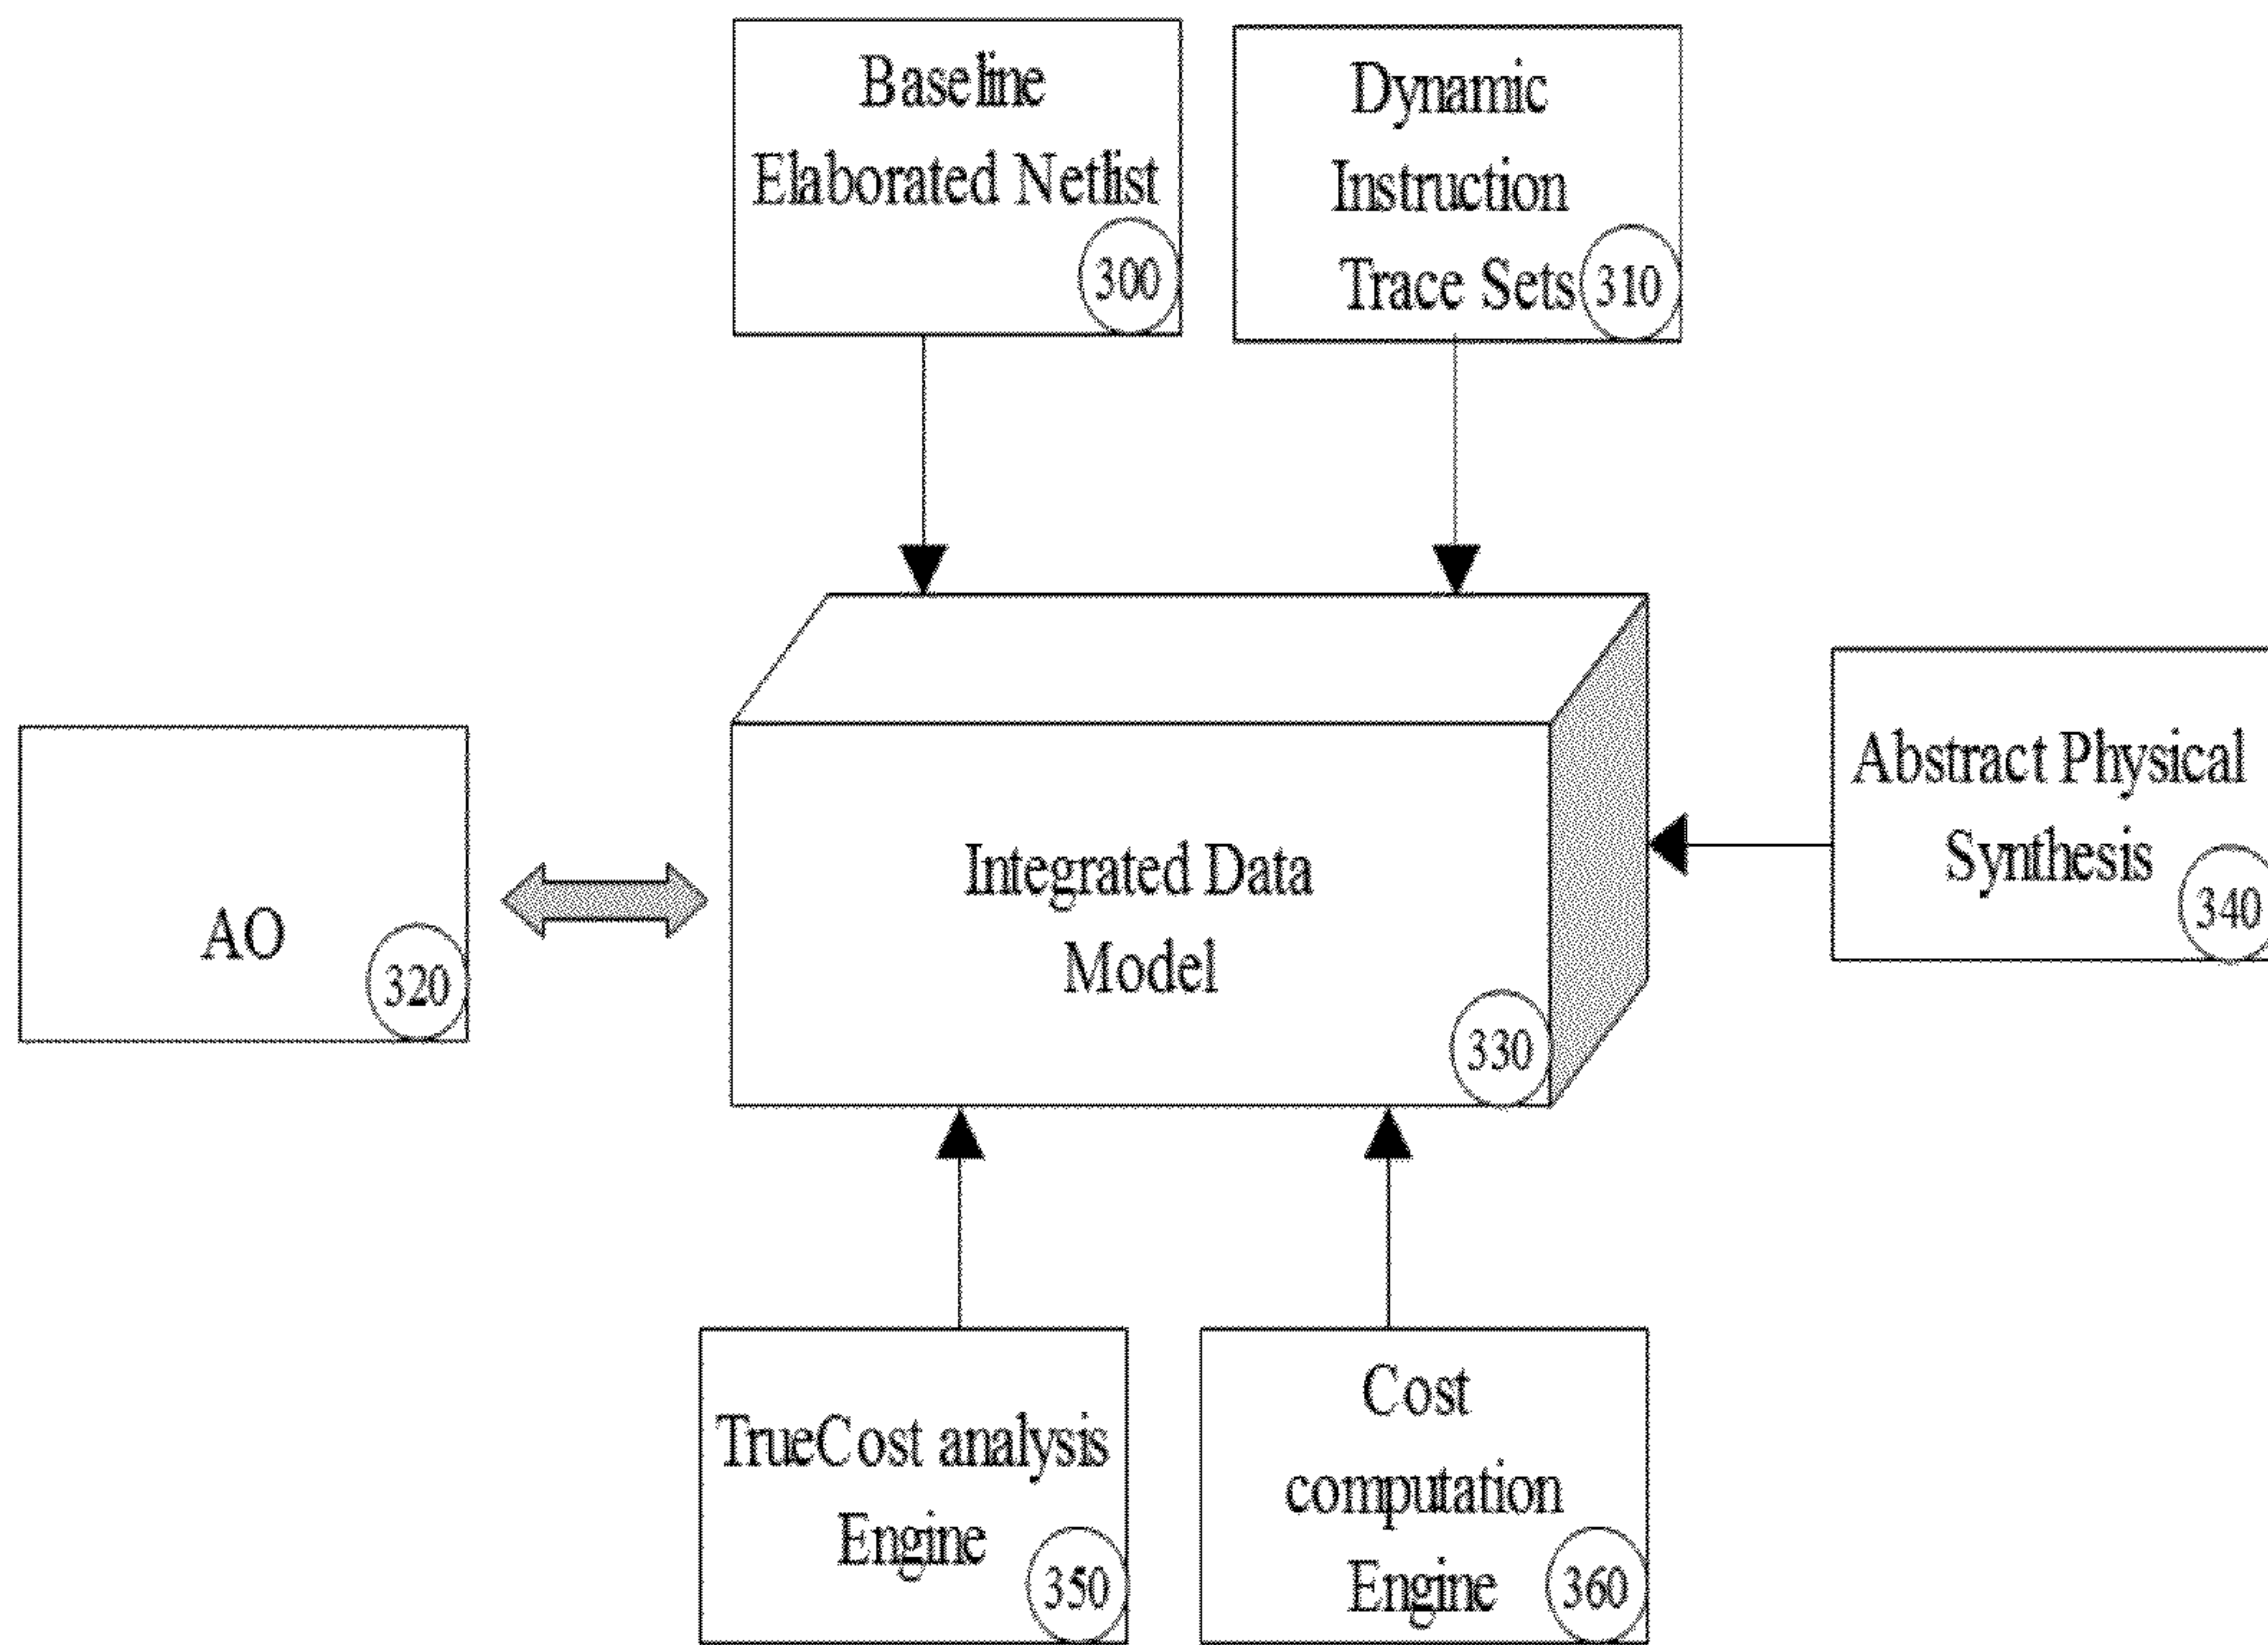 Baseline
Elaborated Netlist
300
Dynamic
Instruction
Trace Sets
310
AO
320
Integrated Data
Model
330
Abstract Physical
Synthesis
340
TrueCost analysis
Engine
350
Cost
computation
Engine
360